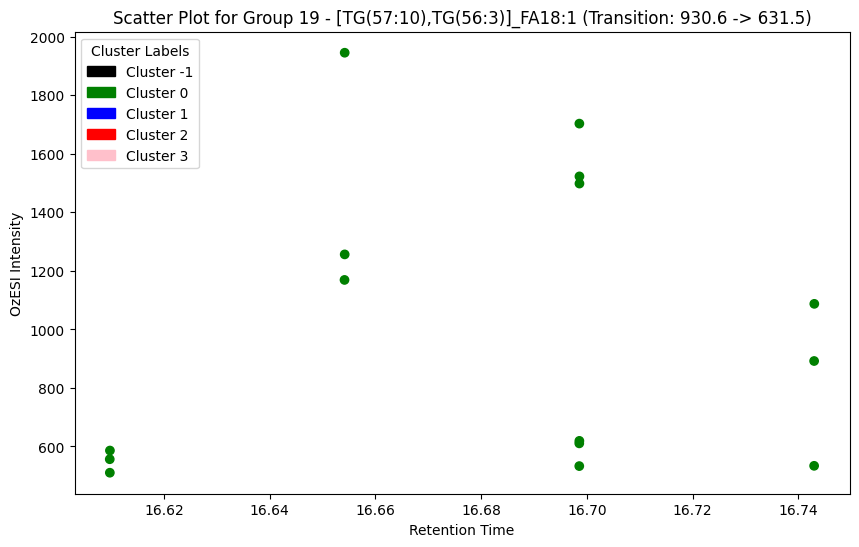 Scatter Plot for Group 19 - [TG(57:10),TG(56:3)]_FA18:1 (Transition: 930.6 -> 631.5)
Cluster Labels
Cluster -1
Cluster 0
Cluster 1
Cluster 2
Cluster 3
OzESI Intensity
2000
1800
1600
1400
1200
1000
800
600
16.62 16.64 16.66 16.68 16.70 16.72 16.74
Retention Time